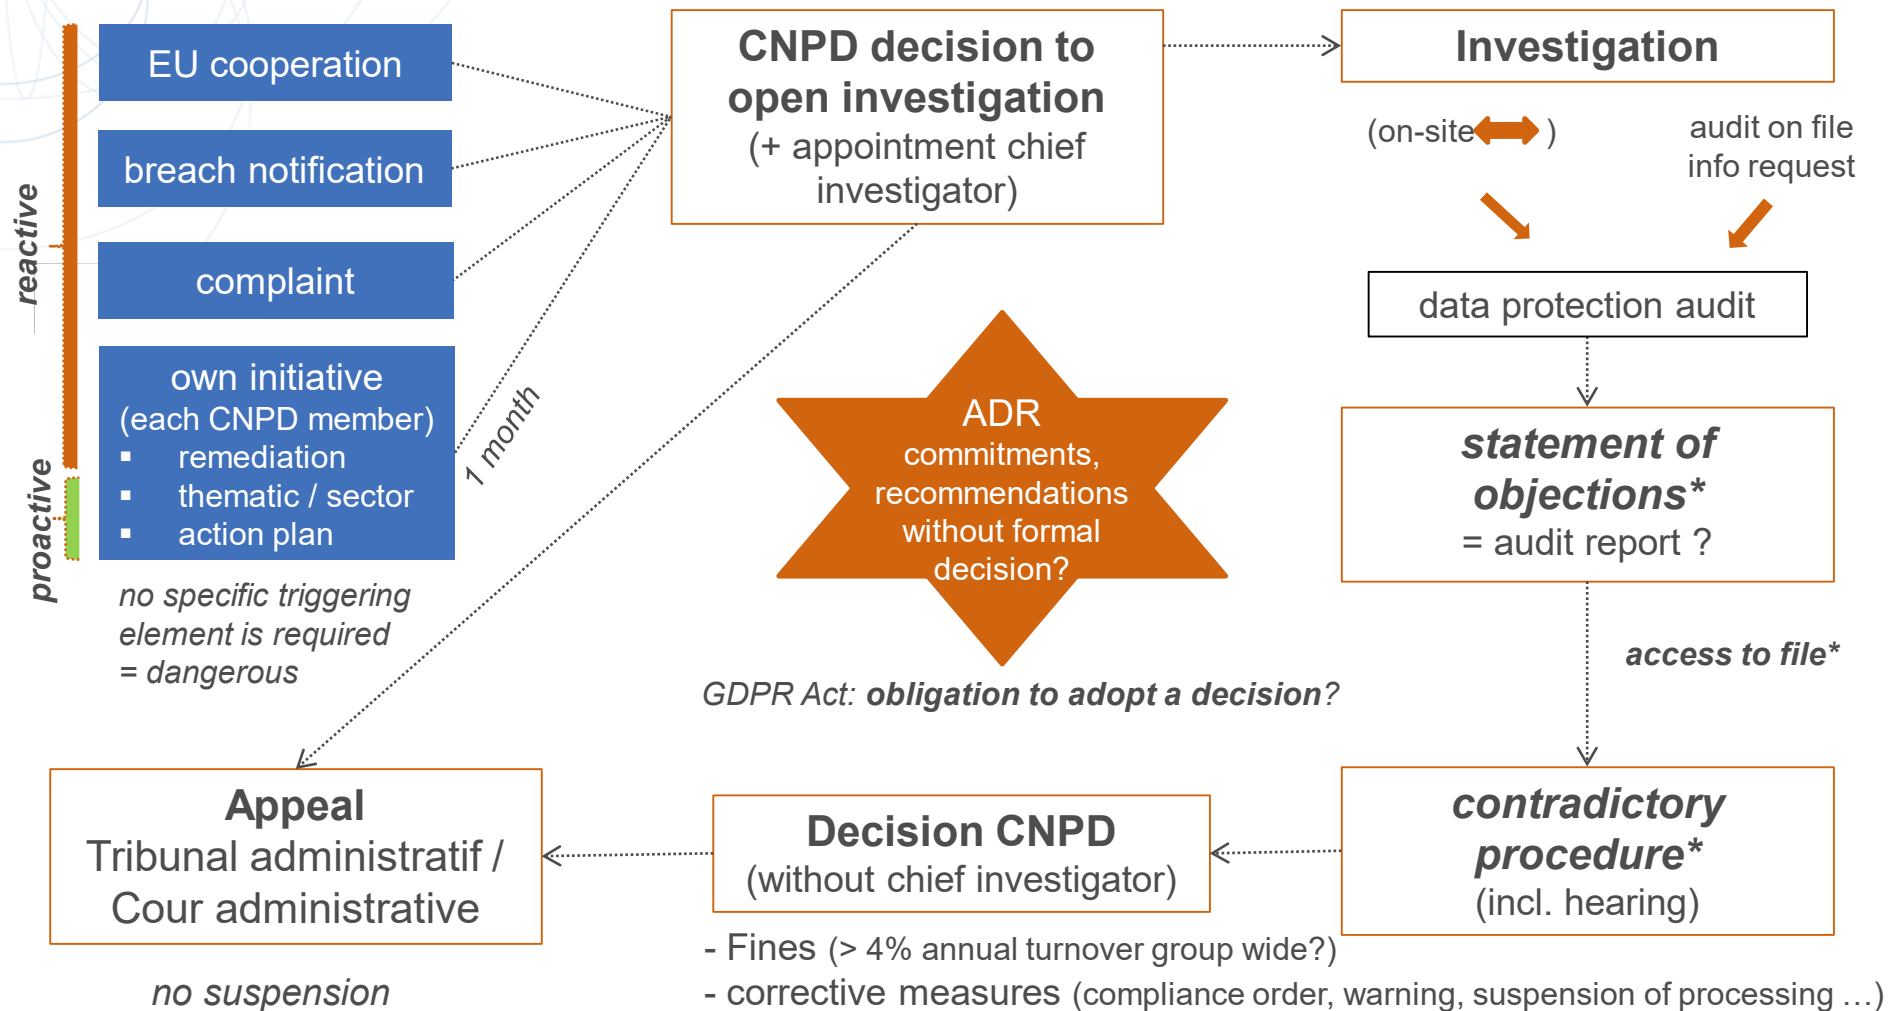 reactive
proactive
EU cooperation
breach notification
complaint
own initiative
(each CNPD member)
▪ remediation
▪ thematic / sector
▪ action plan
no specific triggering
element is required
= dangerous
1 month
CNPD decision to
open investigation
(+ appointment chief
investigator)
Investigation
(on-site )
audit on file
info request
data protection audit
statement of
objections*
= audit report ?
access to file*
ADR
commitments,
recommendations
without formal
decision?
GDPR Act: obligation to adopt a decision?
contradictory
procedure*
(incl. hearing)
Decision CNPD
(without chief investigator)
- Fines (> 4% annual turnover group wide?)
- corrective measures (compliance order, warning, suspension of processing …)
Appeal
Tribunal administratif /
Cour administrative
no suspension